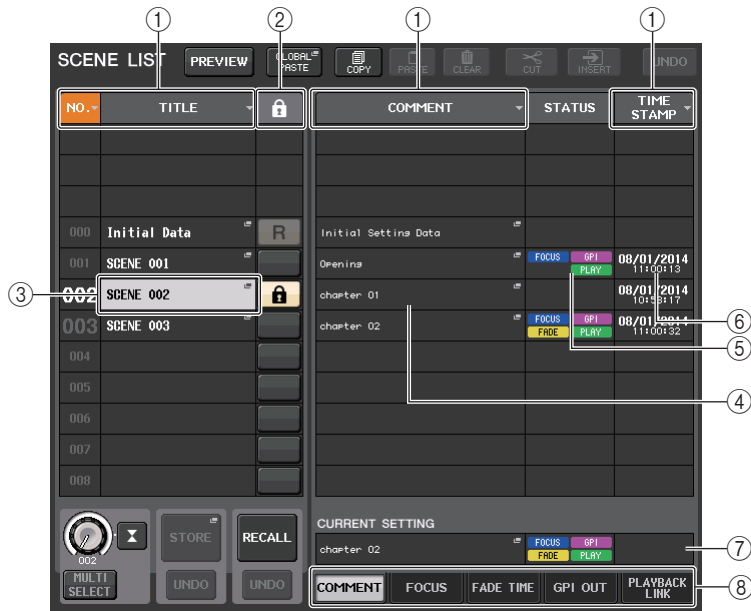 ① ② ① ①
SCENE LIST PREVIEW GLOBAL PASTE COPY PASTE CLEAR CUT INSERT UNDO
NO. TITLE COMMENT STATUS TIME STAMP
000 Initial Data R Initial Setting Data
001 SCENE 001 Opening FOCUS GPI PLAY 08/01/2014 11:00:13
③ 002 SCENE 002 chapter 01 08/01/2014 10:58:17
⑥
003 SCENE 003 chapter 02 FOCUS GPI FADE PLAY 08/01/2014 11:00:32
⑤
004
005
④
006
007
008
002
MULTI SELECT
STORE
UNDO
RECALL
UNDO
CURRENT SETTING
chapter 02 FOCUS GPI FADE PLAY ⑦
COMMENT FOCUS FADE TIME GPI OUT PLAYBACK LINK ⑧